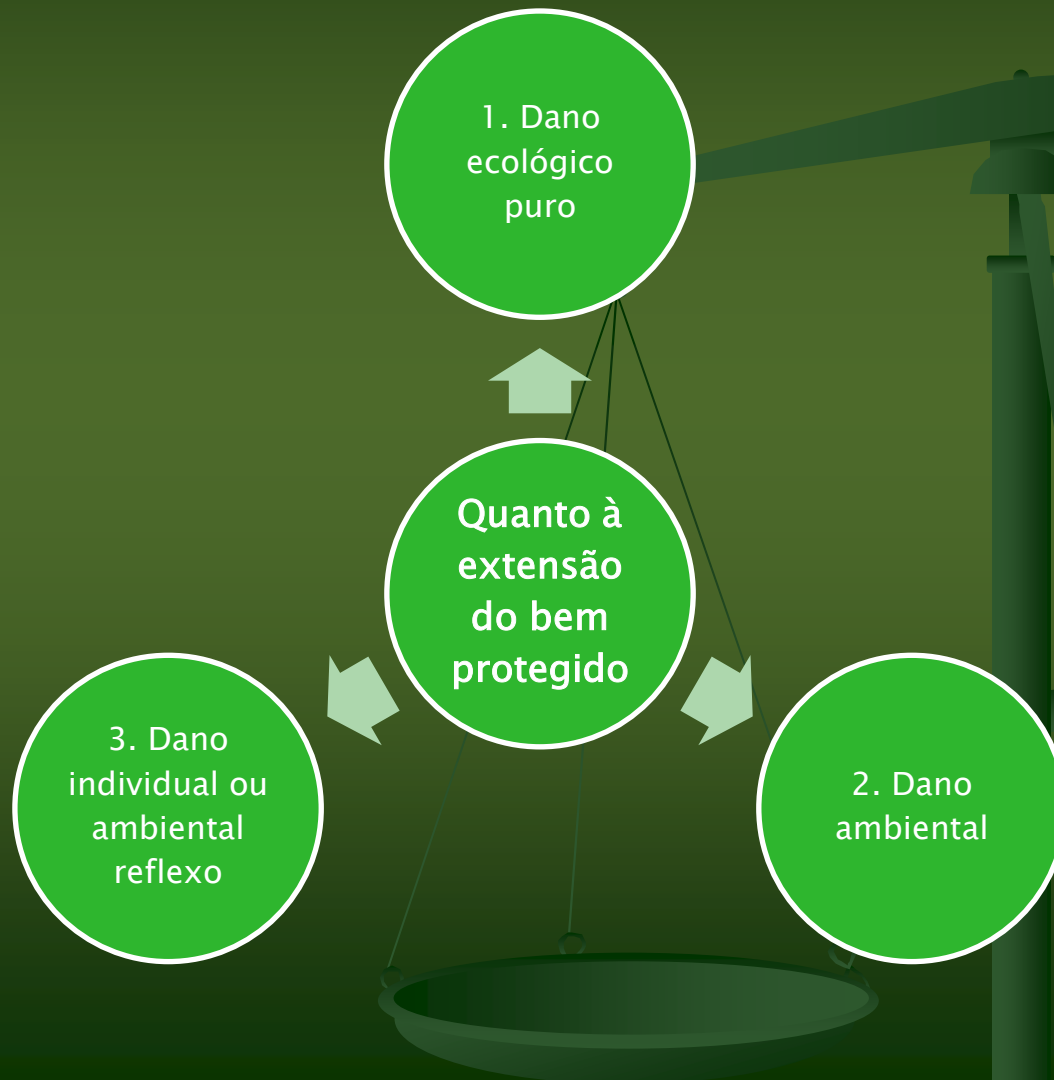 1. Dano
ecológico
puro
Quanto à
extensão
do bem
protegido
2. Dano
ambiental
3. Dano
individual ou
ambiental
reflexo